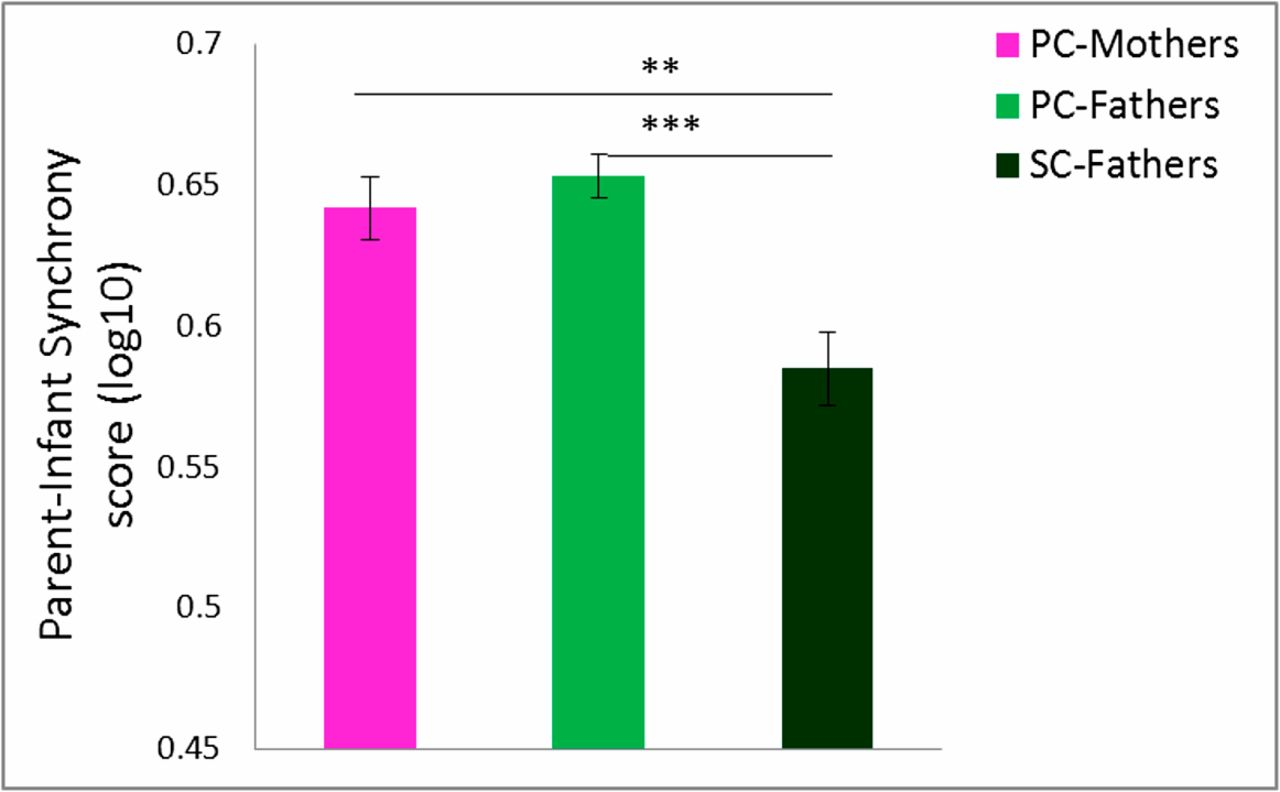 Parent-Infant Synchrony
score (log10)
0.7
0.65
0.6
0.55
0.5
0.45
**
***
PC-Mothers
PC-Fathers
SC-Fathers